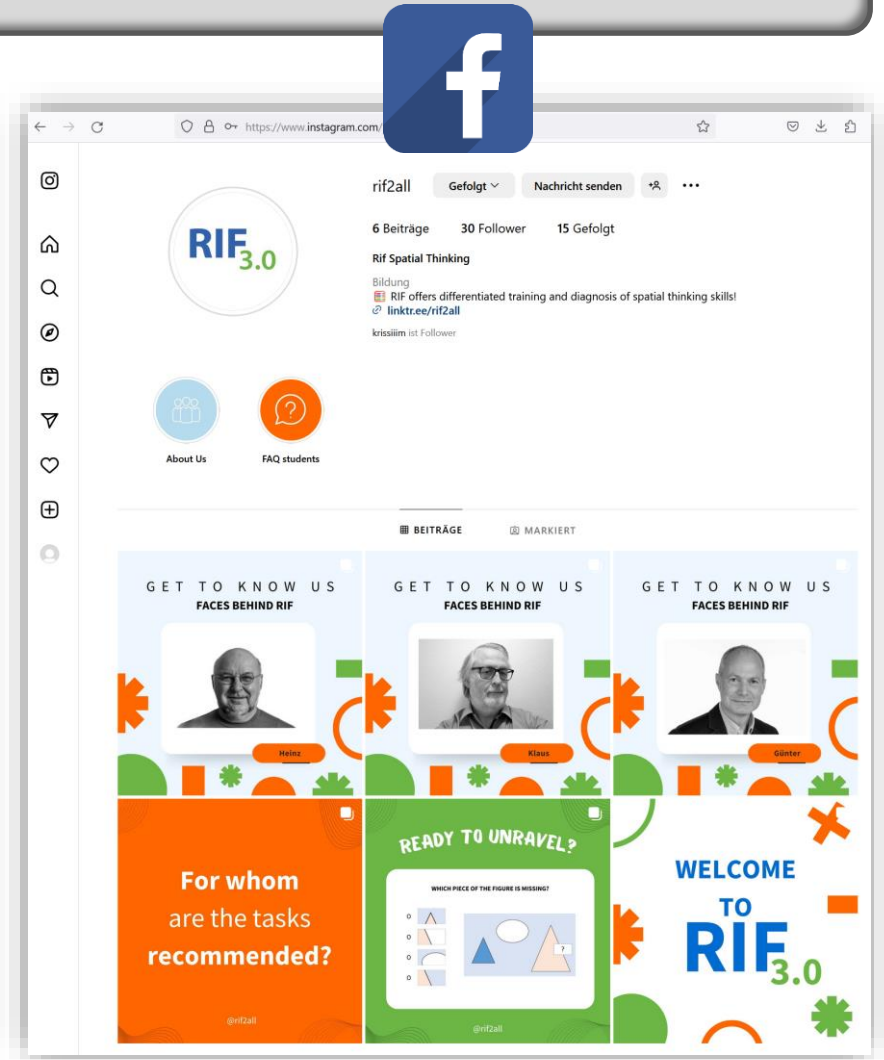 f
https://www.instagram.com/
rif2all Gefolgt Nachricht senden
6 Beiträge 30 Follower 15 Gefolgt
Rif Spatial Thinking
Bildung
RIF offers differentiated training and diagnosis of spatial thinking skills!
linktr.ee/rif2all
krissiiim ist Follower
RIF
3.0
About Us
FAQ students
BEITRÄGE
MARKIERT
GET TO KNOW US
FACES BEHIND RIF
Heinz
GET TO KNOW US
FACES BEHIND RIF
Klaus
GET TO KNOW US
FACES BEHIND RIF
Günter
For whom
are the tasks
recommended?
@rif2all
READY TO UNRAVEL?
WHICH PIECE OF THE FIGURE IS MISSING?
?
@rif2all
WELCOME
TO
RIF
3.0